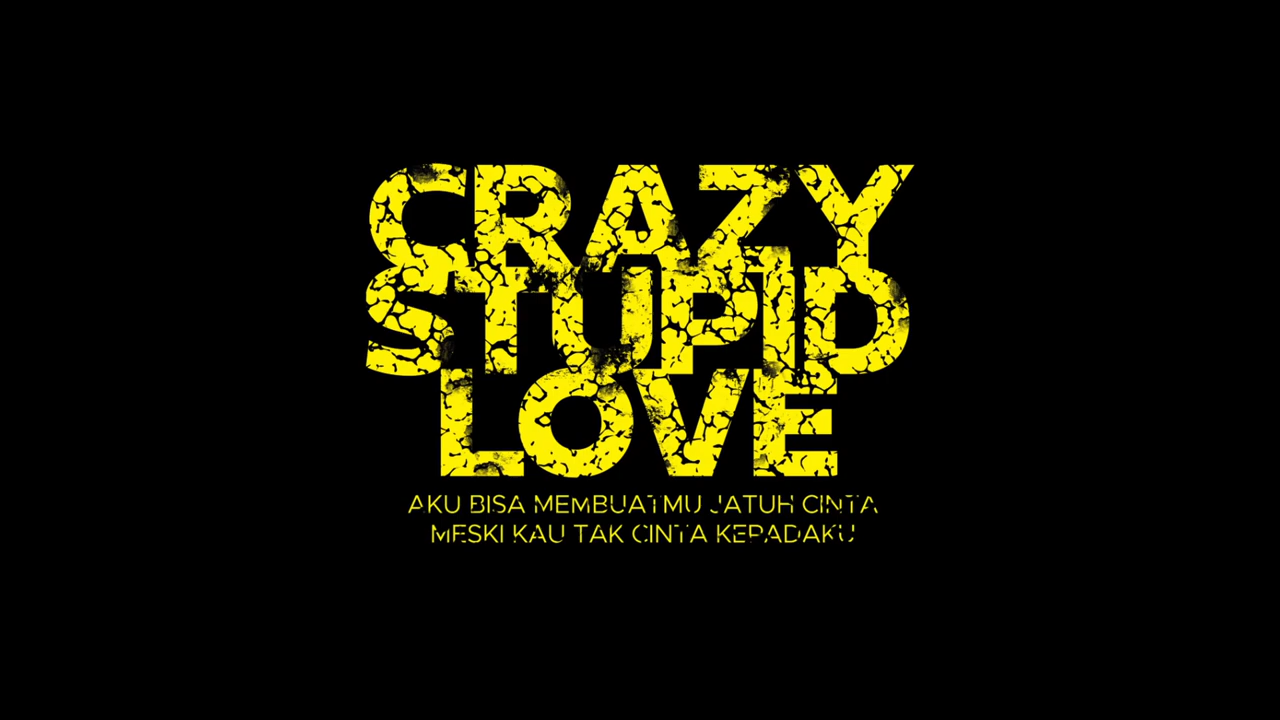 CRAZY
STUPID
LOVE
AKU BISA MEMBUATMU JATUH CINTA
MESKI KAU TAK CINTA KEPADAKU